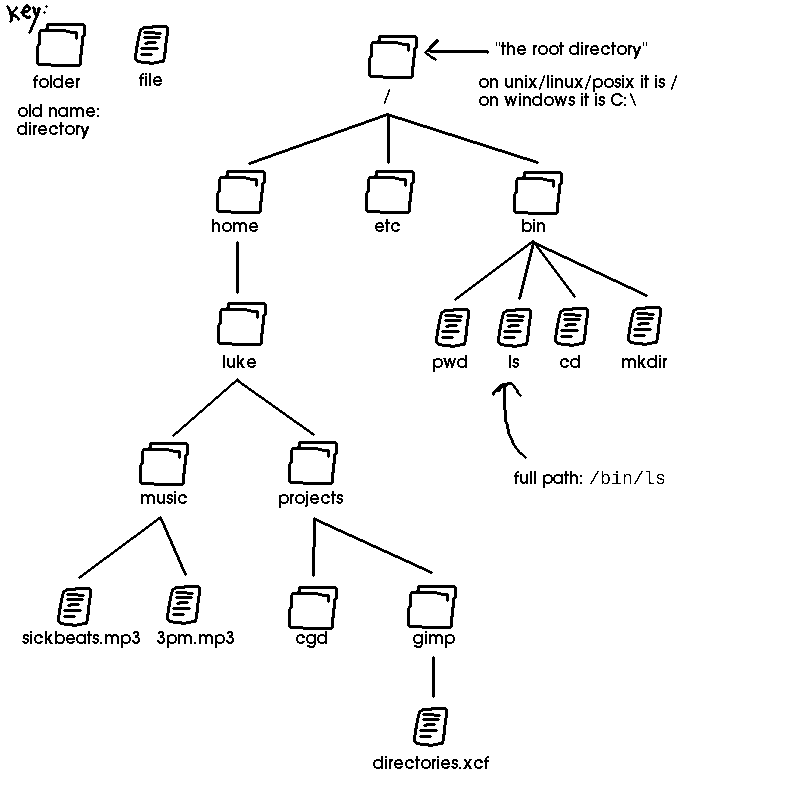 Key:
folder
file
old name:
directory
"the root directory"
on unix/linux/posix it is /
on windows it is C:\
/
home
etc
bin
luke
pwd
ls
cd
mkdir
full path: /bin/ls
music
projects
sickbeats.mp3
3pm.mp3
cgd
gimp
directories.xcf